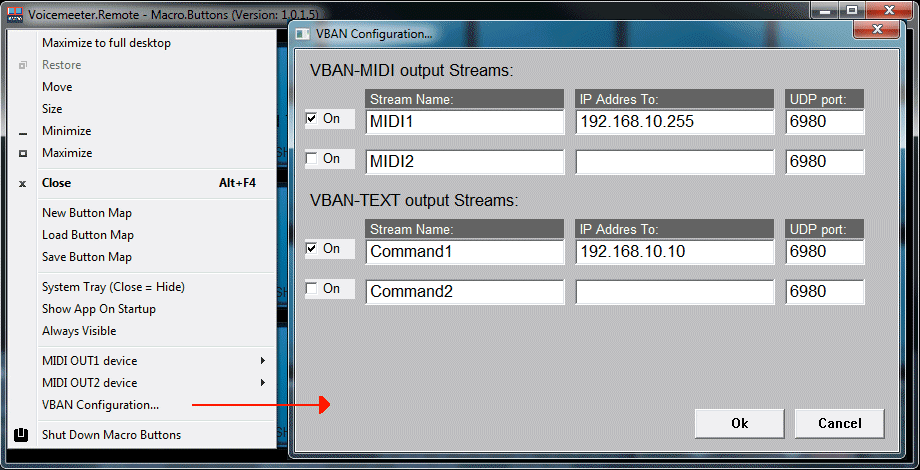 Voicemeeter.Remote - Macro.Buttons (Version: 1.0.1.5)
Maximize to full desktop
Restore
Move
Size
Minimize
Maximize
x Close Alt+F4
New Button Map
Load Button Map
Save Button Map
System Tray (Close = Hide)
Show App On Startup
Always Visible
MIDI OUT1 device
MIDI OUT2 device
VBAN Configuration...
Shut Down Macro Buttons
VBAN Configuration...
VBAN-MIDI output Streams:
Stream Name: IP Addres To: UDP port:
On MIDI1 192.168.10.255 6980
On MIDI2 6980
VBAN-TEXT output Streams:
Stream Name: IP Addres To: UDP port:
On Command1 192.168.10.10 6980
On Command2 6980
Ok Cancel